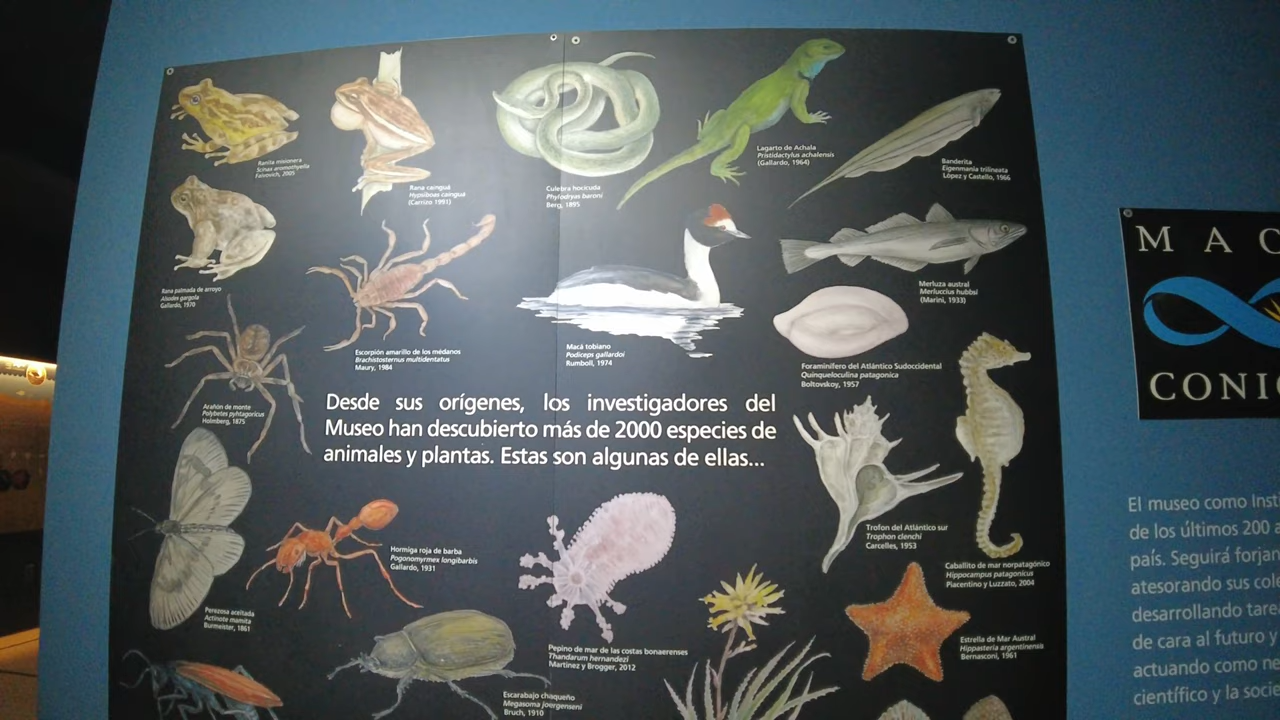 Ranita misionera
Scinax aromothyella
Faivovich, 2005
Rana cainguá
Hypsiboas caingua
(Carrizo 1991)
Culebra hocicuda
Phylodryas baroni
Berg, 1895
Lagarto de Achala
Pristidactylus achalensis
(Gallardo, 1964)
Banderita
Eigenmania trilineata
López y Castello, 1966
Rana palmada de arroyo
Alsodes gargola
Gallardo, 1970
Escorpión amarillo de los médanos
Brachistosternus multidentatus
Maury, 1984
Macá tobiano
Podiceps gallardoi
Rumboll, 1974
Merluza austral
Merluccius hubbsi
(Marini, 1933)
Foraminífero del Atlántico Sudoccidental
Quinqueloculina patagonica
Boltovskoy, 1957
Arañón de monte
Polybetes pyhtagoricus
Holmberg, 1875
Desde sus orígenes, los investigadores del
Museo han descubierto más de 2000 especies de
animales y plantas. Estas son algunas de ellas...
Trofon del Atlántico sur
Trophon clenchi
Carcelles, 1953
Caballito de mar norpatagónico
Hippocampus patagonicus
Piacentino y Luzzato, 2004
Hormiga roja de barba
Pogonomyrmex longibarbis
Gallardo, 1931
Perezosa aceitada
Actinote mamita
Burmeister, 1861
Pepino de mar de las costas bonaerenses
Thandarum hernandezi
Martinez y Brogger, 2012
Estrella de Mar Austral
Hippasteria argentinensis
Bernasconi, 1961
Escarabajo chaqueño
Megasoma joergenseni
Bruch, 1910
MAC
CONIC
El museo como Inst
de los últimos 200
país. Seguirá forjan
atesorando sus cole
desarrollando tare
de cara al futuro y
actuando como ne
científico y la socie